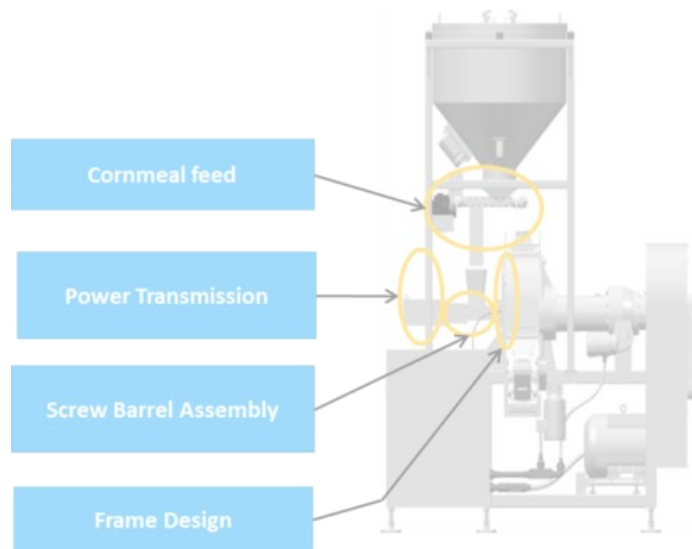 Cornmeal feed
Power Transmission
Screw Barrel Assembly
Frame Design